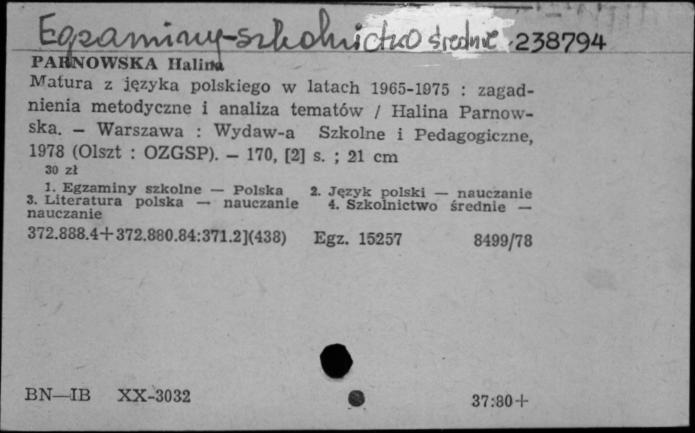 Egzaminy-szkolnictwo średnie 238794
PARNOWSKA Halina
Matura z języka polskiego w latach 1965-1975 : zagad-
nienia metodyczne i analiza tematów / Halina Parnow-
ska. — Warszawa : Wydaw-a Szkolne i Pedagogiczne,
1978 (Olszt : OZGSP). — 170, [2] s. ; 21 cm
30 zł
1. Egzaminy szkolne — Polska 2. Język polski — nauczanie
3. Literatura polska — nauczanie 4. Szkolnictwo średnie —
nauczanie
372.888.4+372.880.84:371.2](438) Egz. 15257 8499/78
BN—IB XX-3032 37:80+